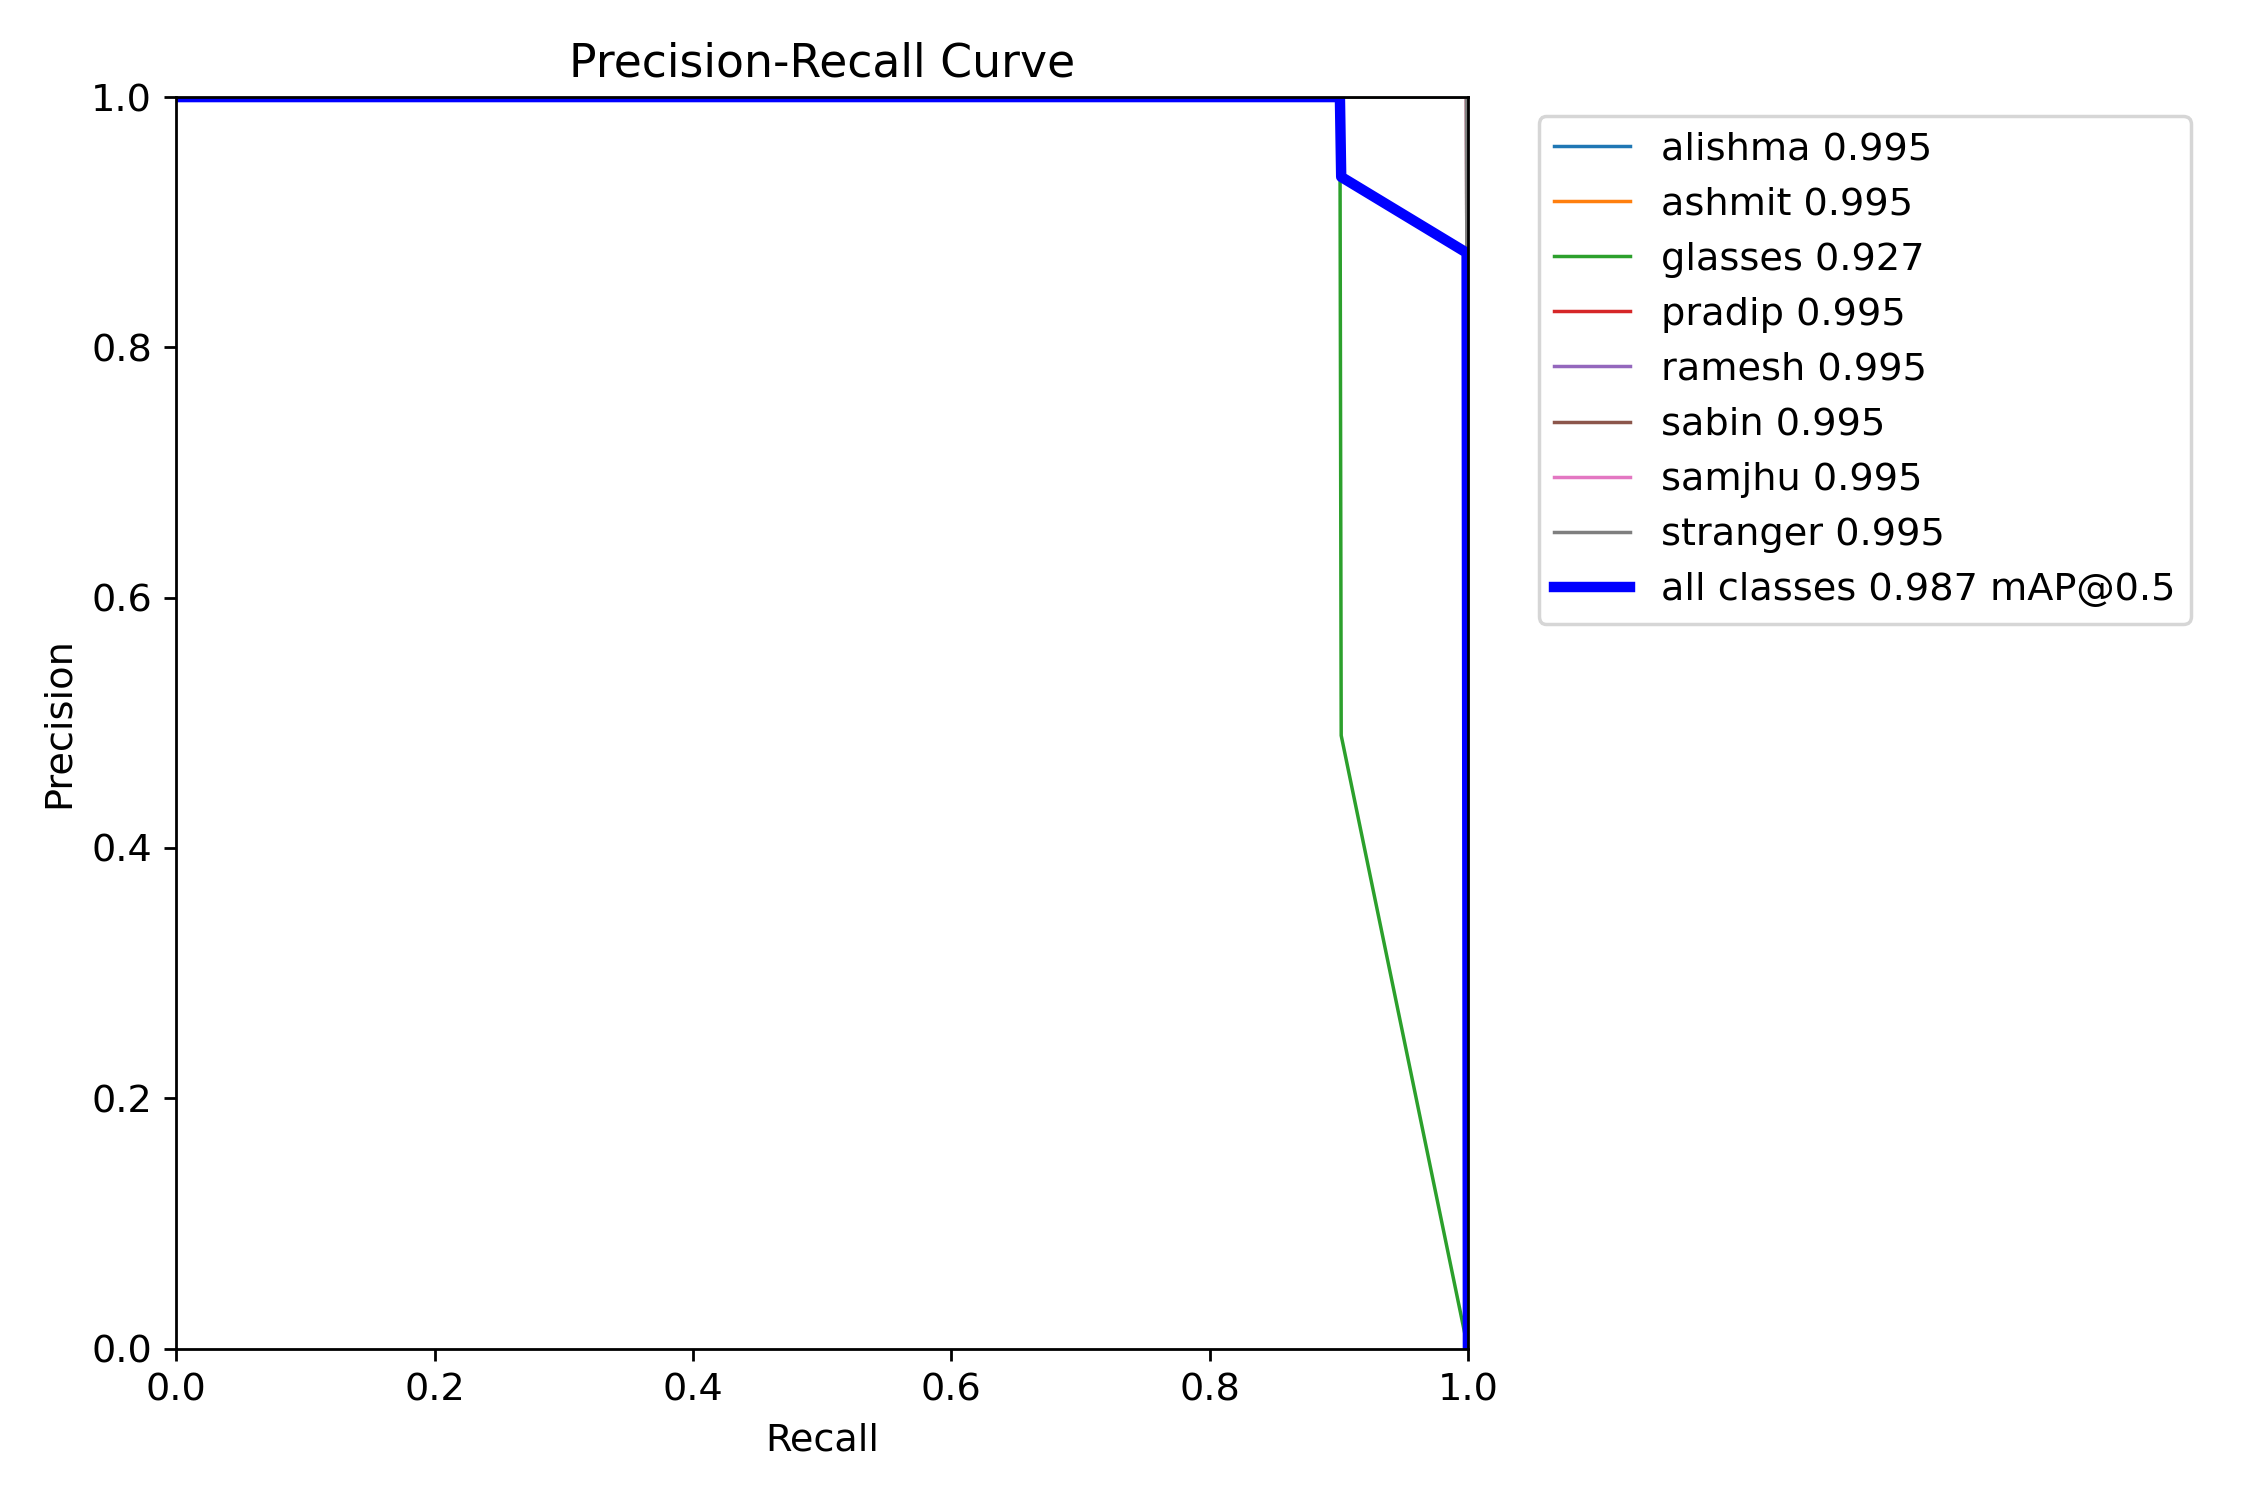 Precision-Recall Curve
1.0
0.8
0.6
0.4
0.2
0.0
Precision
0.0 0.2 0.4 0.6 0.8 1.0
Recall
alishma 0.995
ashmit 0.995
glasses 0.927
pradip 0.995
ramesh 0.995
sabin 0.995
samjhu 0.995
stranger 0.995
all classes 0.987 mAP@0.5